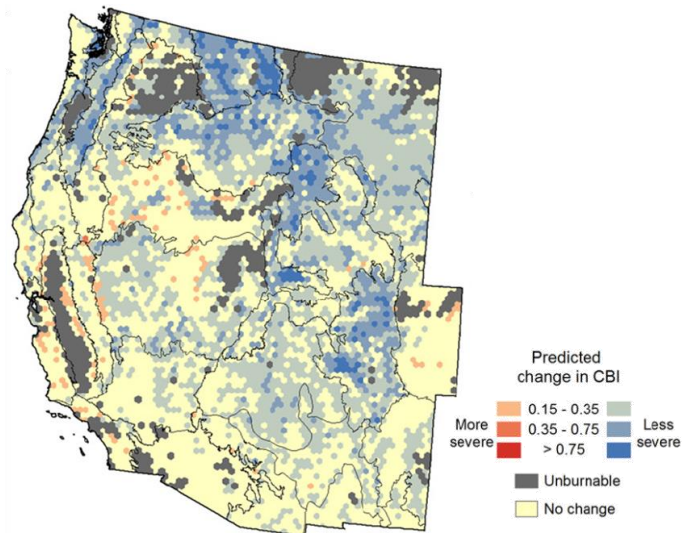 Predicted
change in CBI
More
severe
0.15 - 0.35
0.35 - 0.75
> 0.75
Less
severe
Unburnable
No change